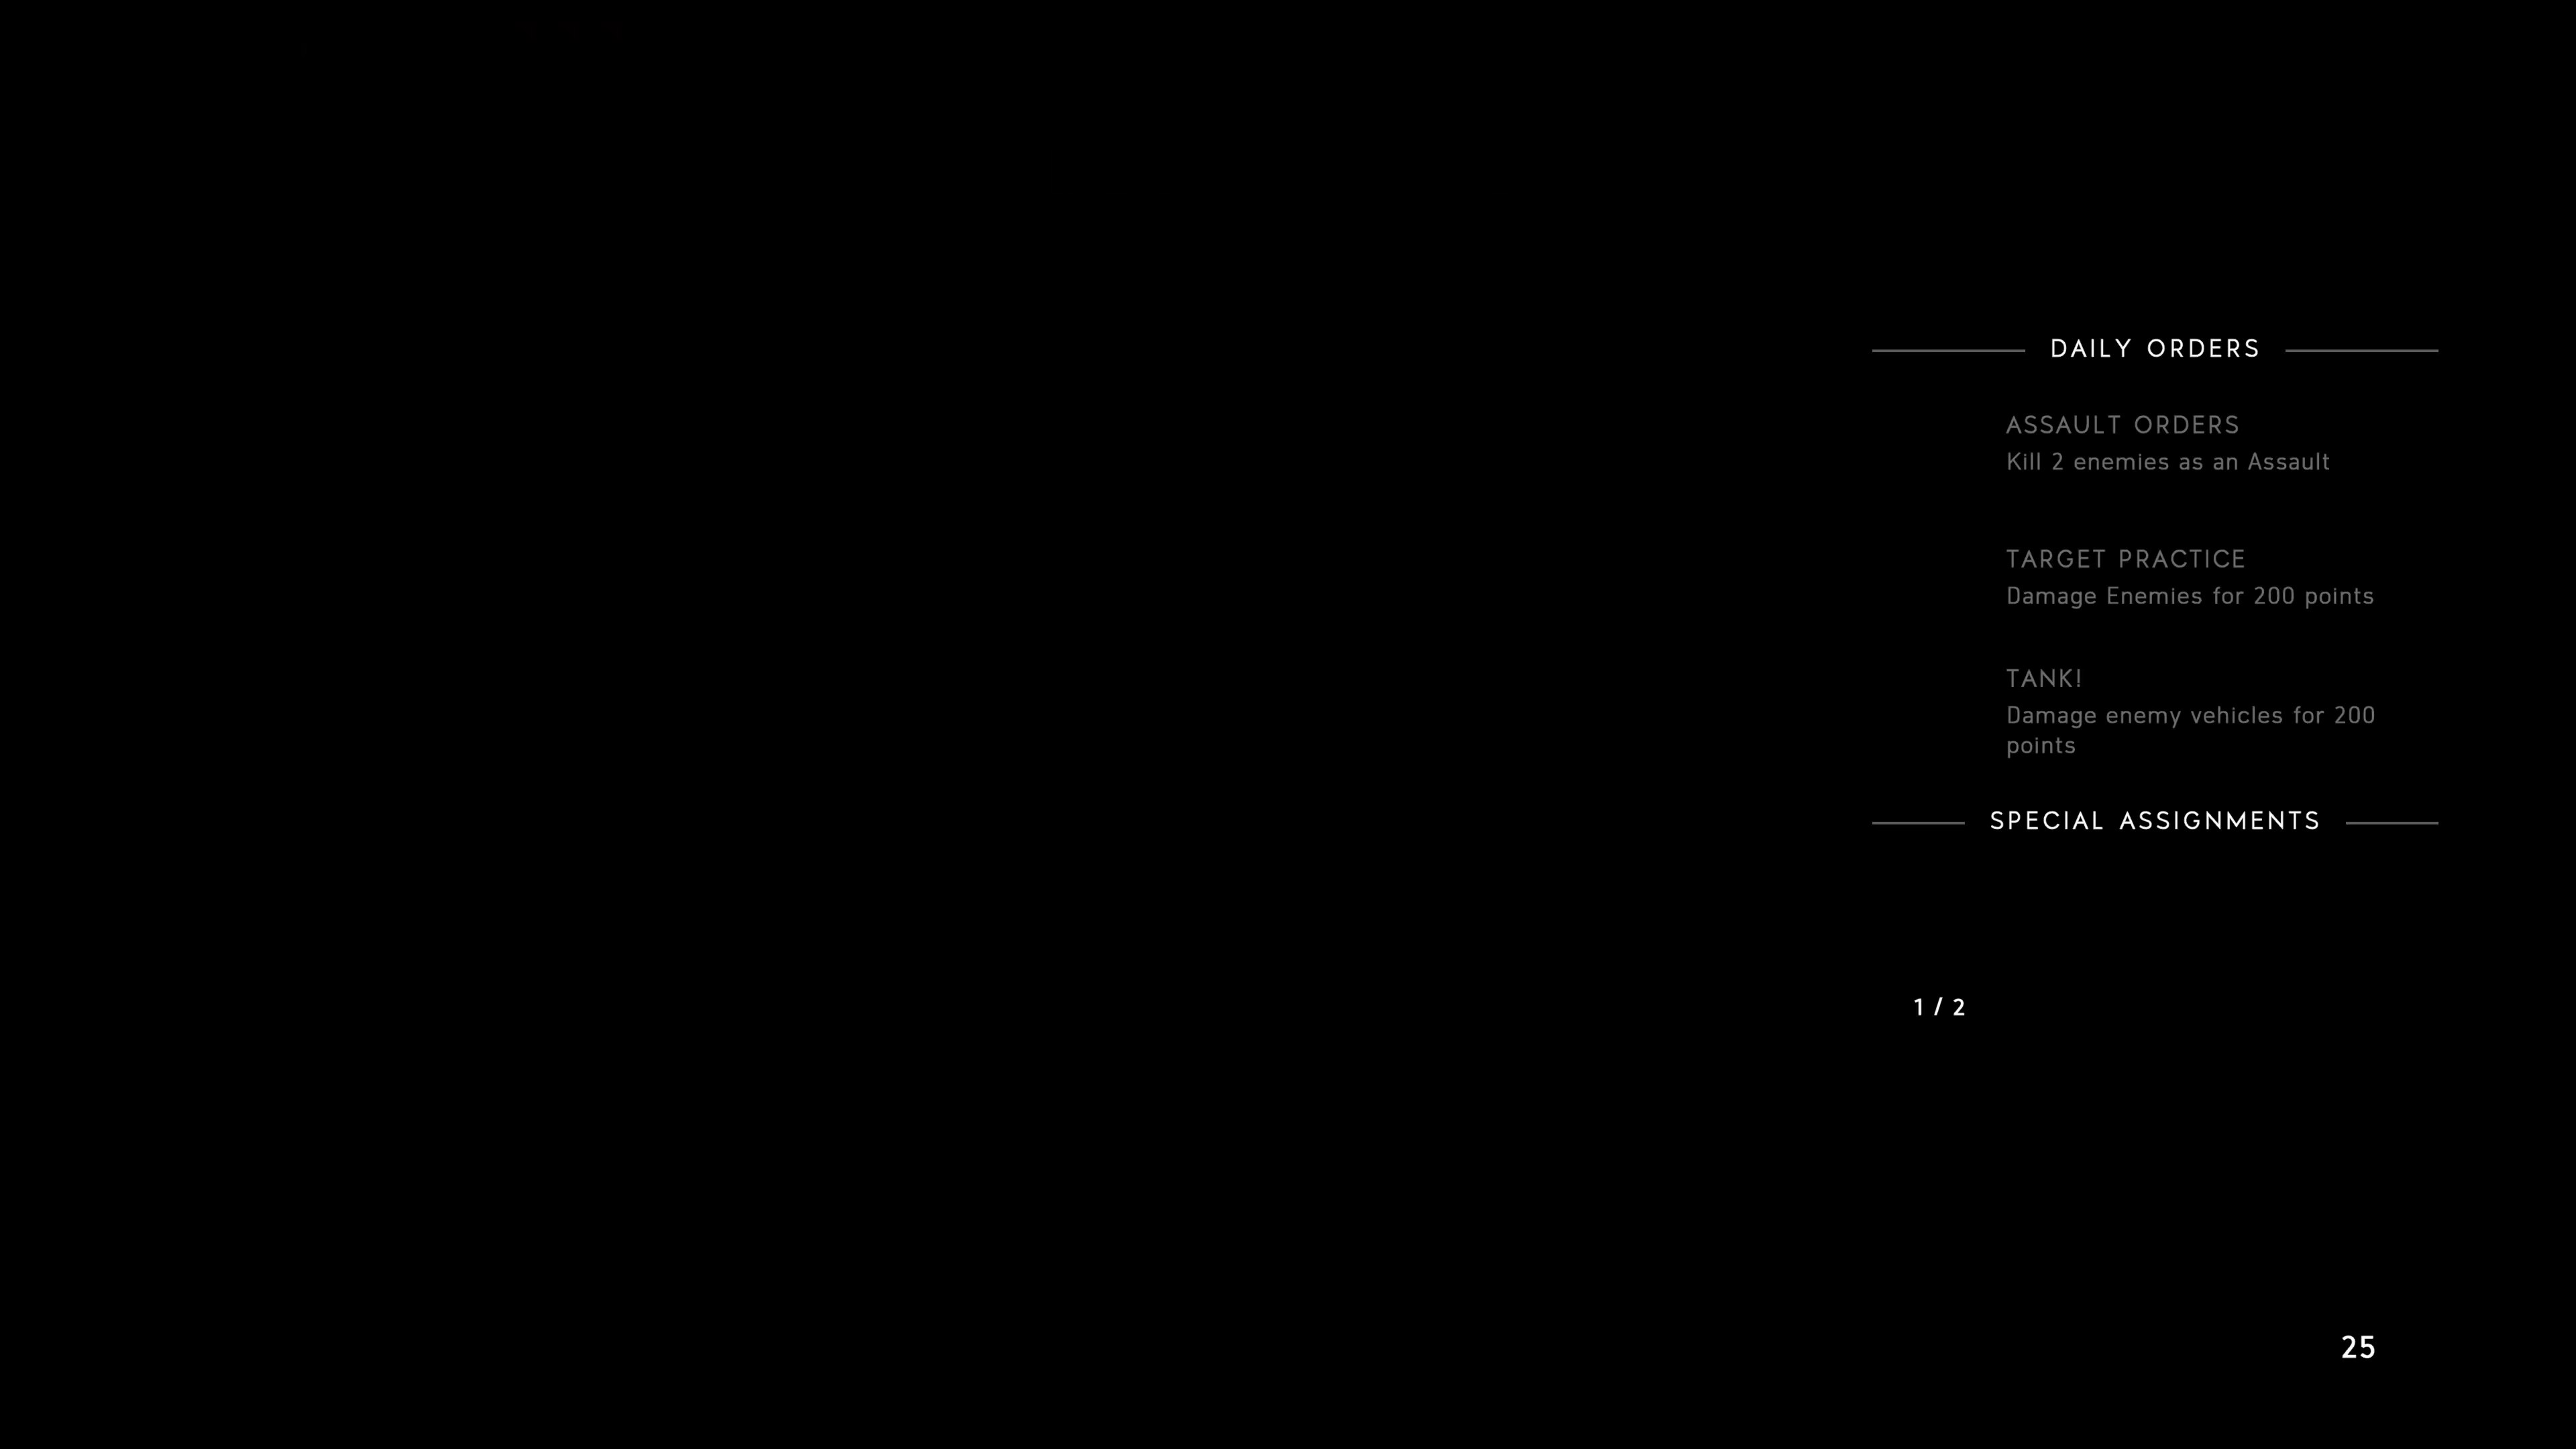 DAILY ORDERS
ASSAULT ORDERS
Kill 2 enemies as an Assault
TARGET PRACTICE
Damage Enemies for 200 points
TANK!
Damage enemy vehicles for 200
points
SPECIAL ASSIGNMENTS
1 / 2
25